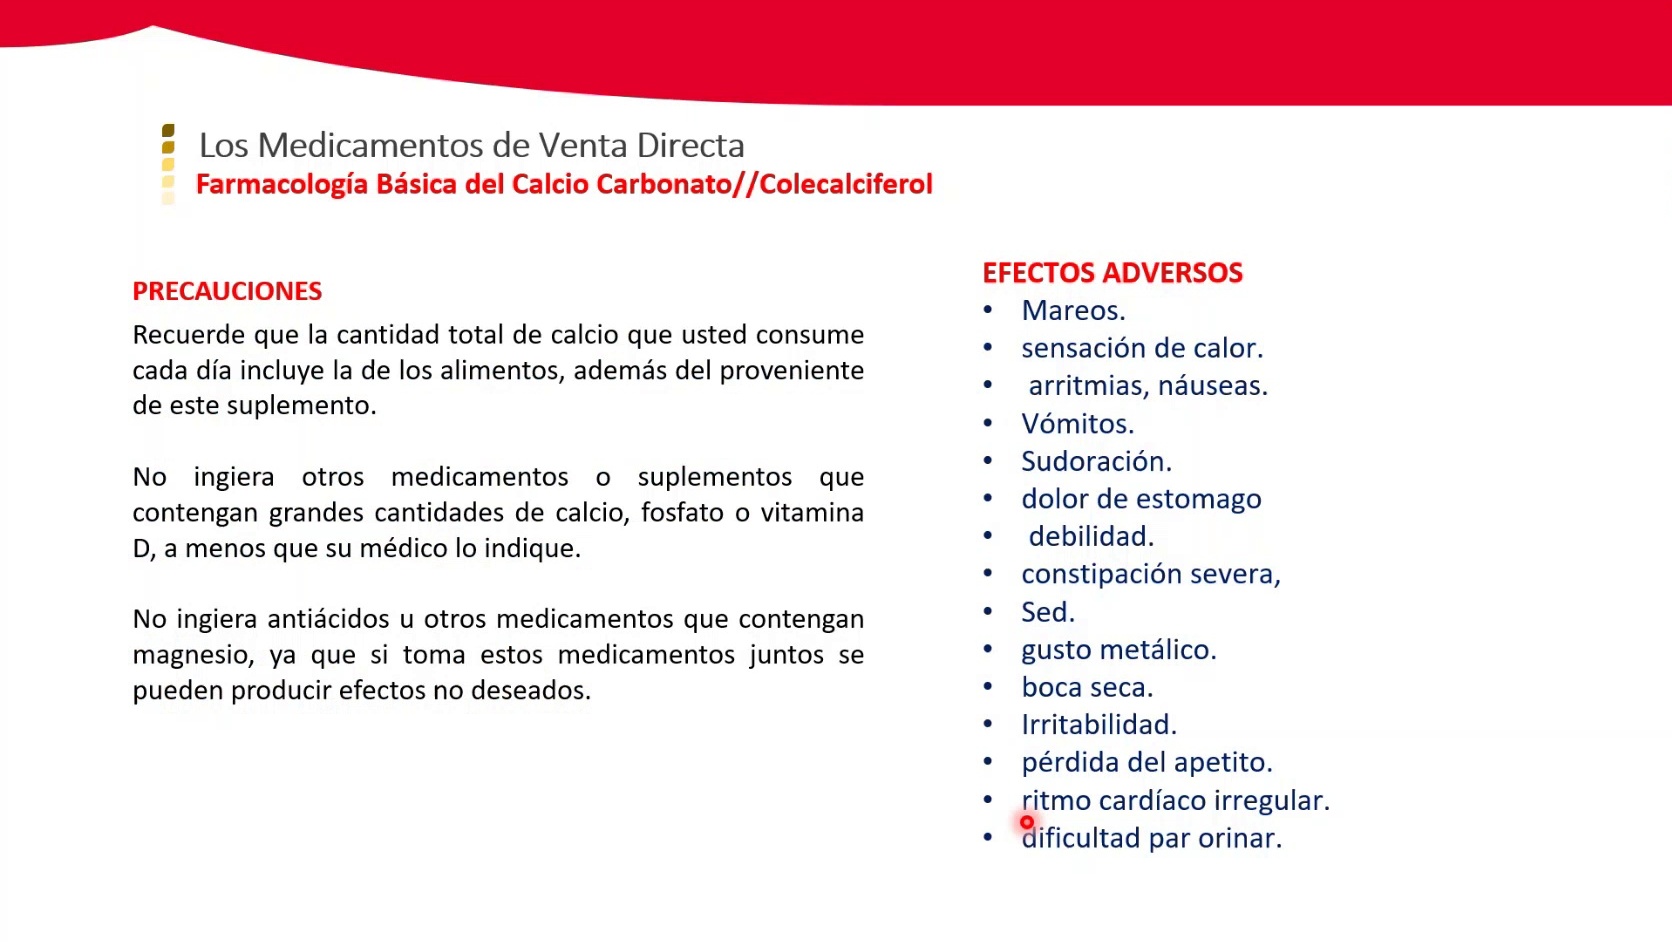 Los Medicamentos de Venta Directa
Farmacología Básica del Calcio Carbonato//Colecalciferol
PRECAUCIONES
Recuerde que la cantidad total de calcio que usted consume
cada día incluye la de los alimentos, además del proveniente
de este suplemento.
No ingiera otros medicamentos o suplementos que
contengan grandes cantidades de calcio, fosfato o vitamina
D, a menos que su médico lo indique.
No ingiera antiácidos u otros medicamentos que contengan
magnesio, ya que si toma estos medicamentos juntos se
pueden producir efectos no deseados.
EFECTOS ADVERSOS
• Mareos.
• sensación de calor.
• arritmias, náuseas.
• Vómitos.
• Sudoración.
• dolor de estomago
• debilidad.
• constipación severa,
• Sed.
• gusto metálico.
• boca seca.
• Irritabilidad.
• pérdida del apetito.
• ritmo cardíaco irregular.
• dificultad par orinar.